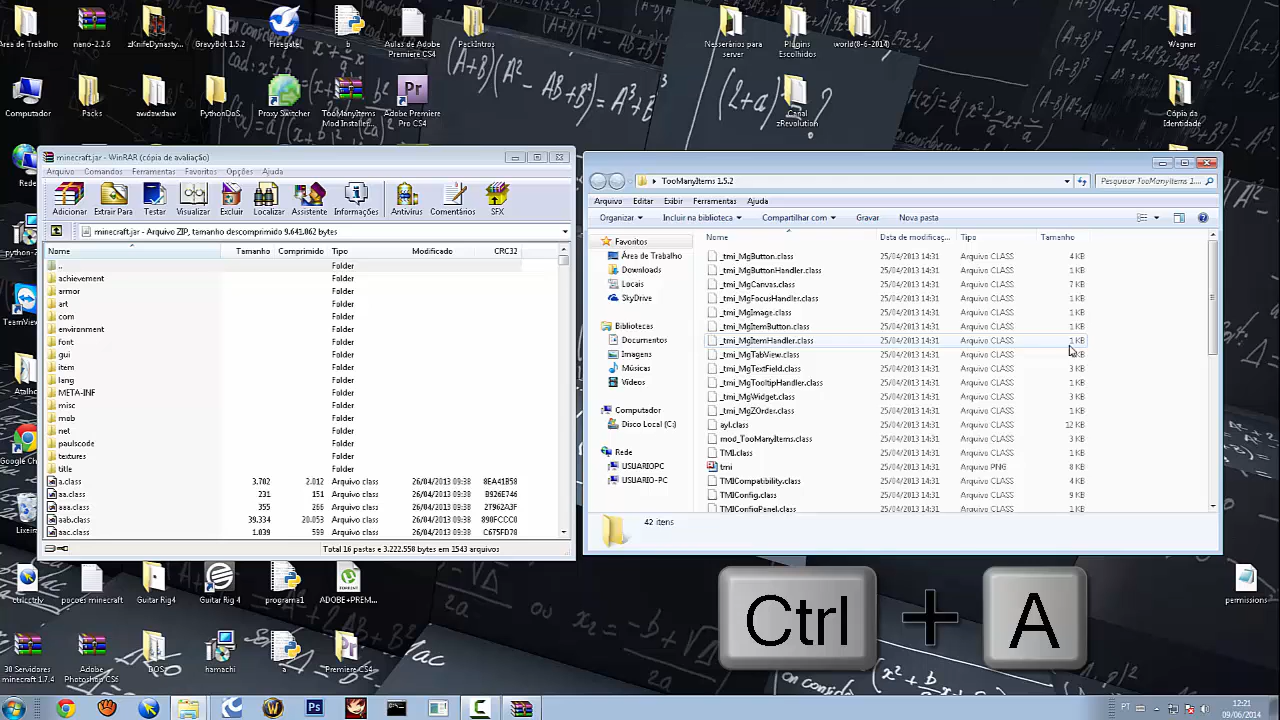 Área de Trabalho
nano-2.2.6
zKnifeDynasty...
GravyBot 1.5.2
Freegate
b
Aulas de Adobe Premiere CS4
PackIntros
Nesserários para server
Plugins Escolhidos
world(8-6-2014)
Wagner
Computador
Packs
awdawdaw
PythonDoS
Proxy Switcher
TooManyItems Mod Installe...
Adobe Premiere Pro CS4
Canal zRevolution
Cópia da Identidade
minecraft.jar - WinRAR (cópia de avaliação)
Arquivo Comandos Ferramentas Favoritos Opções Ajuda
Adicionar Extrair Para Testar Visualizar Excluir Localizar Assistente Informações Antivírus Comentários SFX
minecraft.jar - Arquivo ZIP, tamanho descomprimido 9.641.862 bytes
Nome Tamanho Comprimido Tipo Modificado CRC32
.. Folder
achievement Folder
armor Folder
art Folder
com Folder
environment Folder
font Folder
gui Folder
item Folder
lang Folder
META-INF Folder
misc Folder
mob Folder
net Folder
paulscode Folder
textures Folder
title Folder
a.class 3.702 2.012 Arquivo class 26/04/2013 09:38 8EA41B58
aa.class 231 151 Arquivo class 26/04/2013 09:38 B926E746
aaa.class 355 266 Arquivo class 26/04/2013 09:38 27962A3F
aab.class 39.334 20.053 Arquivo class 26/04/2013 09:38 890FCCC0
aac.class 1.039 599 Arquivo class 26/04/2013 09:38 C675FD70
Total 16 pastas e 3.222.558 bytes em 1543 arquivos
TooManyItems 1.5.2
Pesquisar TooManyItems 1....
Arquivo Editar Exibir Ferramentas Ajuda
Organizar Incluir na biblioteca Compartilhar com Gravar Nova pasta
Favoritos
Área de Trabalho
Downloads
Locais
SkyDrive
Bibliotecas
Documentos
Imagens
Músicas
Vídeos
Computador
Disco Local (C:)
Rede
USUARIOPC
USUARIO-PC
Nome Data de modificaç... Tipo Tamanho
_tmi_MgButton.class 25/04/2013 14:31 Arquivo CLASS 1 KB
_tmi_MgButtonHandler.class 25/04/2013 14:31 Arquivo CLASS 1 KB
_tmi_MgCanvas.class 25/04/2013 14:31 Arquivo CLASS 7 KB
_tmi_MgFocusHandler.class 25/04/2013 14:31 Arquivo CLASS 1 KB
_tmi_MgImage.class 25/04/2013 14:31 Arquivo CLASS 1 KB
_tmi_MgItemButton.class 25/04/2013 14:31 Arquivo CLASS 1 KB
_tmi_MgItemHandler.class 25/04/2013 14:31 Arquivo CLASS 1 KB
_tmi_MgTabView.class 25/04/2013 14:31 Arquivo CLASS KB
_tmi_MgTextField.class 25/04/2013 14:31 Arquivo CLASS 3 KB
_tmi_MgTooltipHandler.class 25/04/2013 14:31 Arquivo CLASS 1 KB
_tmi_MgWidget.class 25/04/2013 14:31 Arquivo CLASS 3 KB
_tmi_MgZOrder.class 25/04/2013 14:31 Arquivo CLASS 1 KB
ayl.class 25/04/2013 14:31 Arquivo CLASS 12 KB
mod_TooManyItems.class 25/04/2013 14:31 Arquivo CLASS 3 KB
TMI.class 25/04/2013 14:31 Arquivo CLASS 1 KB
tmi 25/04/2013 14:31 Arquivo PNG 8 KB
TMICompatibility.class 25/04/2013 14:31 Arquivo CLASS 4 KB
TMIConfig.class 25/04/2013 14:31 Arquivo CLASS 9 KB
TMIConfigPanel.class 25/04/2013 14:31 Arquivo CLASS
42 itens
Ctrl + A
Rede
python-2
TeamView
Atalh
Google Ch
Lixeir
ctrlcctrlv
poções minecraft
Guitar Rig4
Guitar Rig 4
programa1
ADOBE+PREM...
permissions
30 Servidores minecraft 1.7.4
Adobe Photoshop CS6
DOS
hamachi
a
Premiere CS4
PT
12:21
09/06/2014